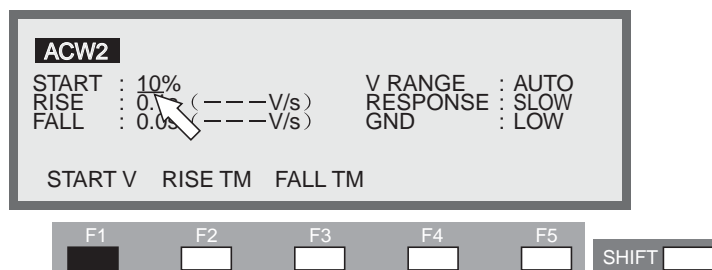 ACW2
START : 10% V RANGE : AUTO
RISE : 0. (－－－V/s) RESPONSE : SLOW
FALL : 0.0s (－－－V/s) GND : LOW
START V RISE TM FALL TM
F1 F2 F3 F4 F5 SHIFT